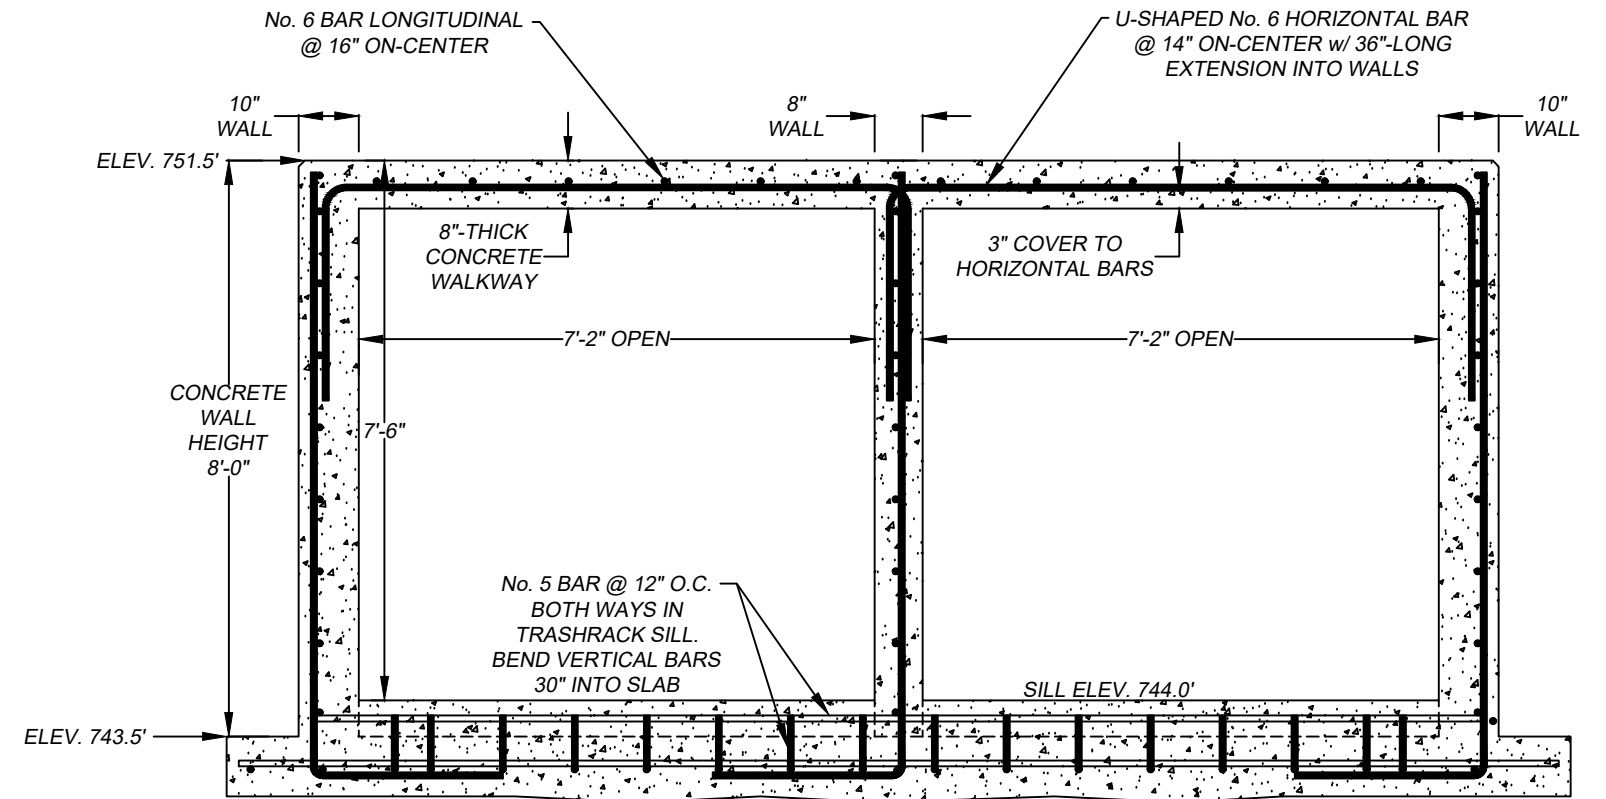 No. 6 BAR LONGITUDINAL
@ 16" ON-CENTER
U-SHAPED No. 6 HORIZONTAL BAR
@ 14" ON-CENTER w/ 36"-LONG
EXTENSION INTO WALLS
10"
WALL
8"
WALL
10"
WALL
ELEV. 751.5'
8"-THICK
CONCRETE
WALKWAY
3" COVER TO
HORIZONTAL BARS
7'-2" OPEN
7'-2" OPEN
CONCRETE
WALL
HEIGHT
8'-0"
7'-6"
No. 5 BAR @ 12" O.C.
BOTH WAYS IN
TRASHRACK SILL.
BEND VERTICAL BARS
30" INTO SLAB
SILL ELEV. 744.0'
ELEV. 743.5'